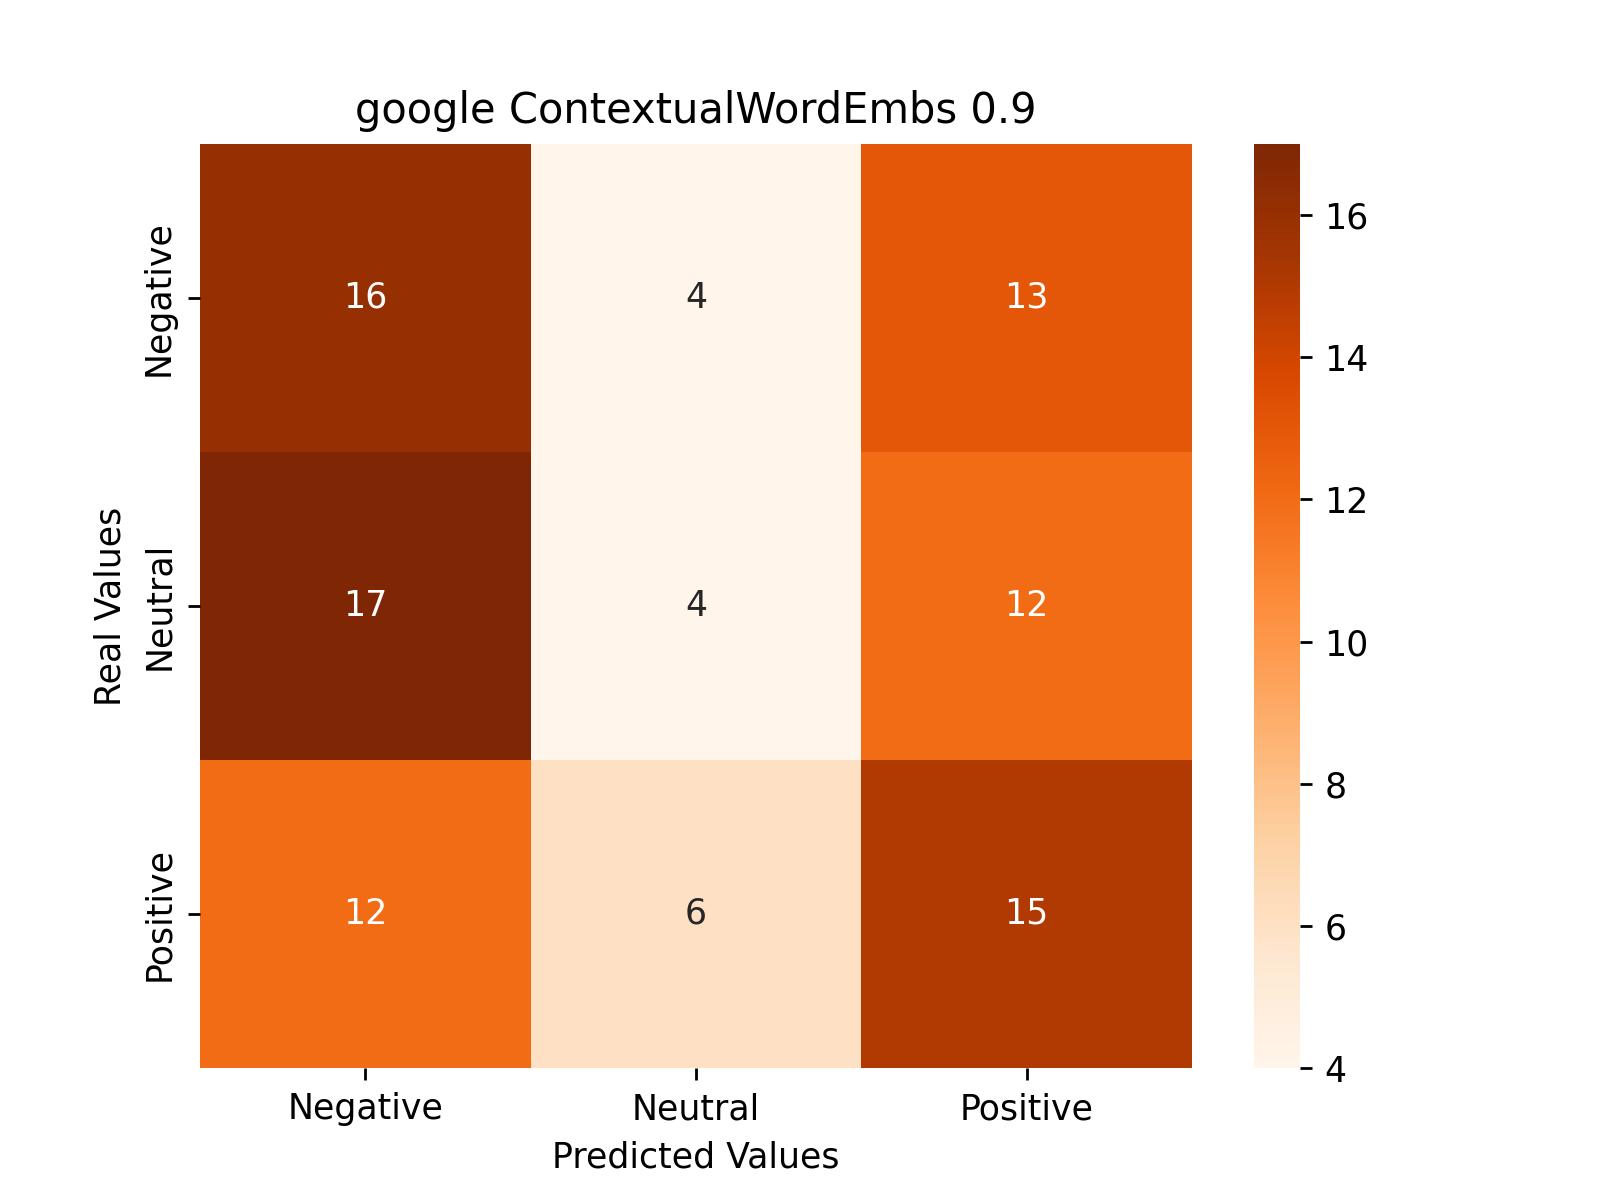 google ContextualWordEmbs 0.9
Real Values
Negative
16 4 13
Neutral
17 4 12
Positive
12 6 15
Negative Neutral Positive
Predicted Values
16
14
12
10
8
6
4